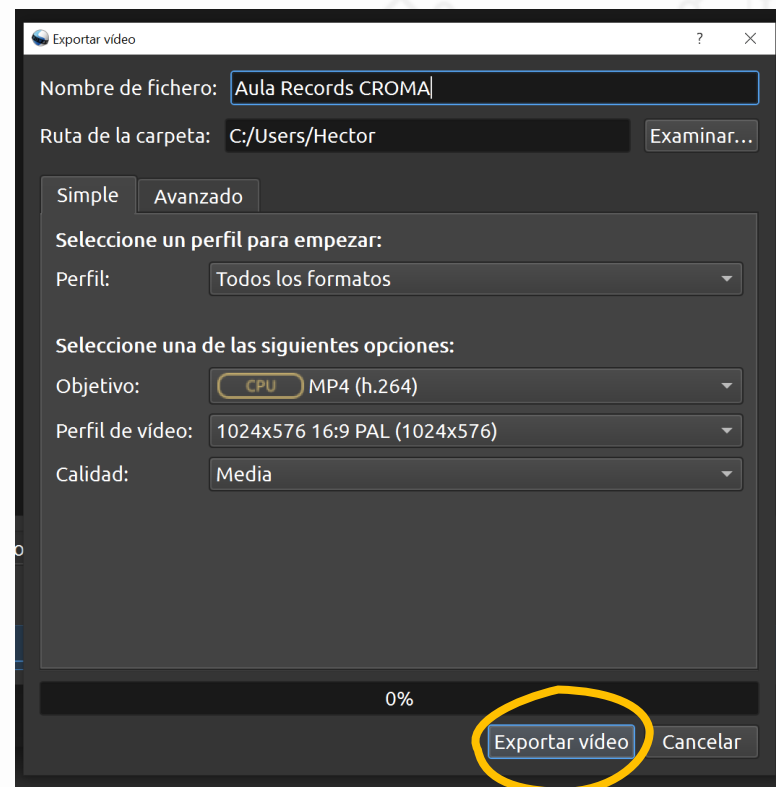 Exportar vídeo
Nombre de fichero: Aula Records CROMA
Ruta de la carpeta: C:/Users/Hector Examinar...
Simple Avanzado
Seleccione un perfil para empezar:
Perfil: Todos los formatos
Seleccione una de las siguientes opciones:
Objetivo: CPU MP4 (h.264)
Perfil de vídeo: 1024x576 16:9 PAL (1024x576)
Calidad: Media
0%
Exportar vídeo Cancelar